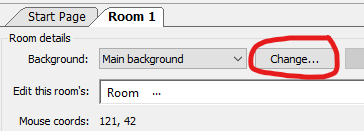 Start Page Room 1
Room details
Background: Main background Change...
Edit this room's: Room ...
Mouse coords: 121, 42